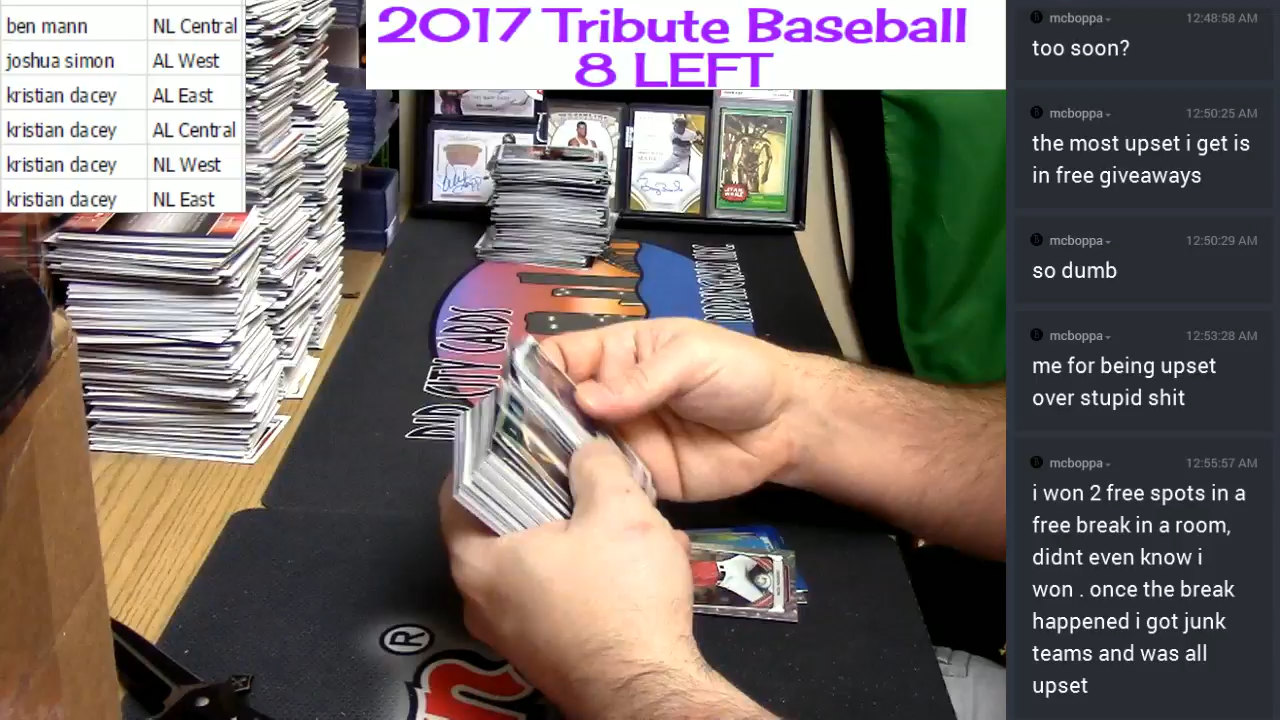 ben mann NL Central
joshua simon AL West
kristian dacey AL East
kristian dacey AL Central
kristian dacey NL West
kristian dacey NL East
2017 Tribute Baseball
8 LEFT
STAR WARS
CITY CARDS
®
mcboppa 12:48:58 AM
too soon?
mcboppa 12:50:25 AM
the most upset i get is
in free giveaways
mcboppa 12:50:29 AM
so dumb
mcboppa 12:53:28 AM
me for being upset
over stupid shit
mcboppa 12:55:57 AM
i won 2 free spots in a
free break in a room,
didnt even know i
won . once the break
happened i got junk
teams and was all
upset